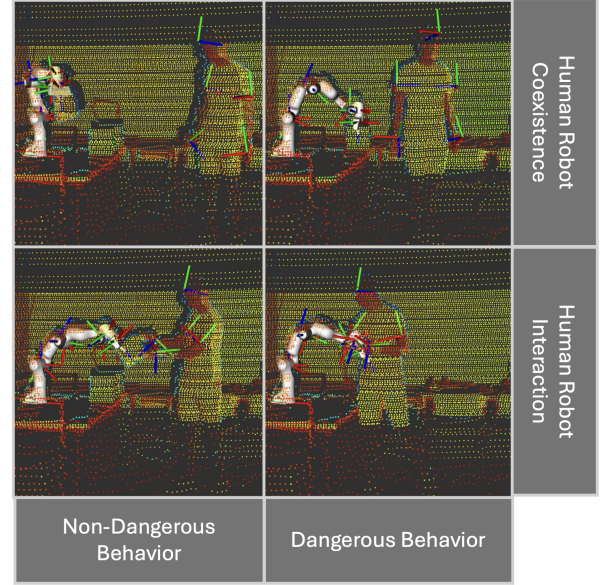 Human Robot
Coexistence
Human Robot
Interaction
Non-Dangerous
Behavior
Dangerous Behavior